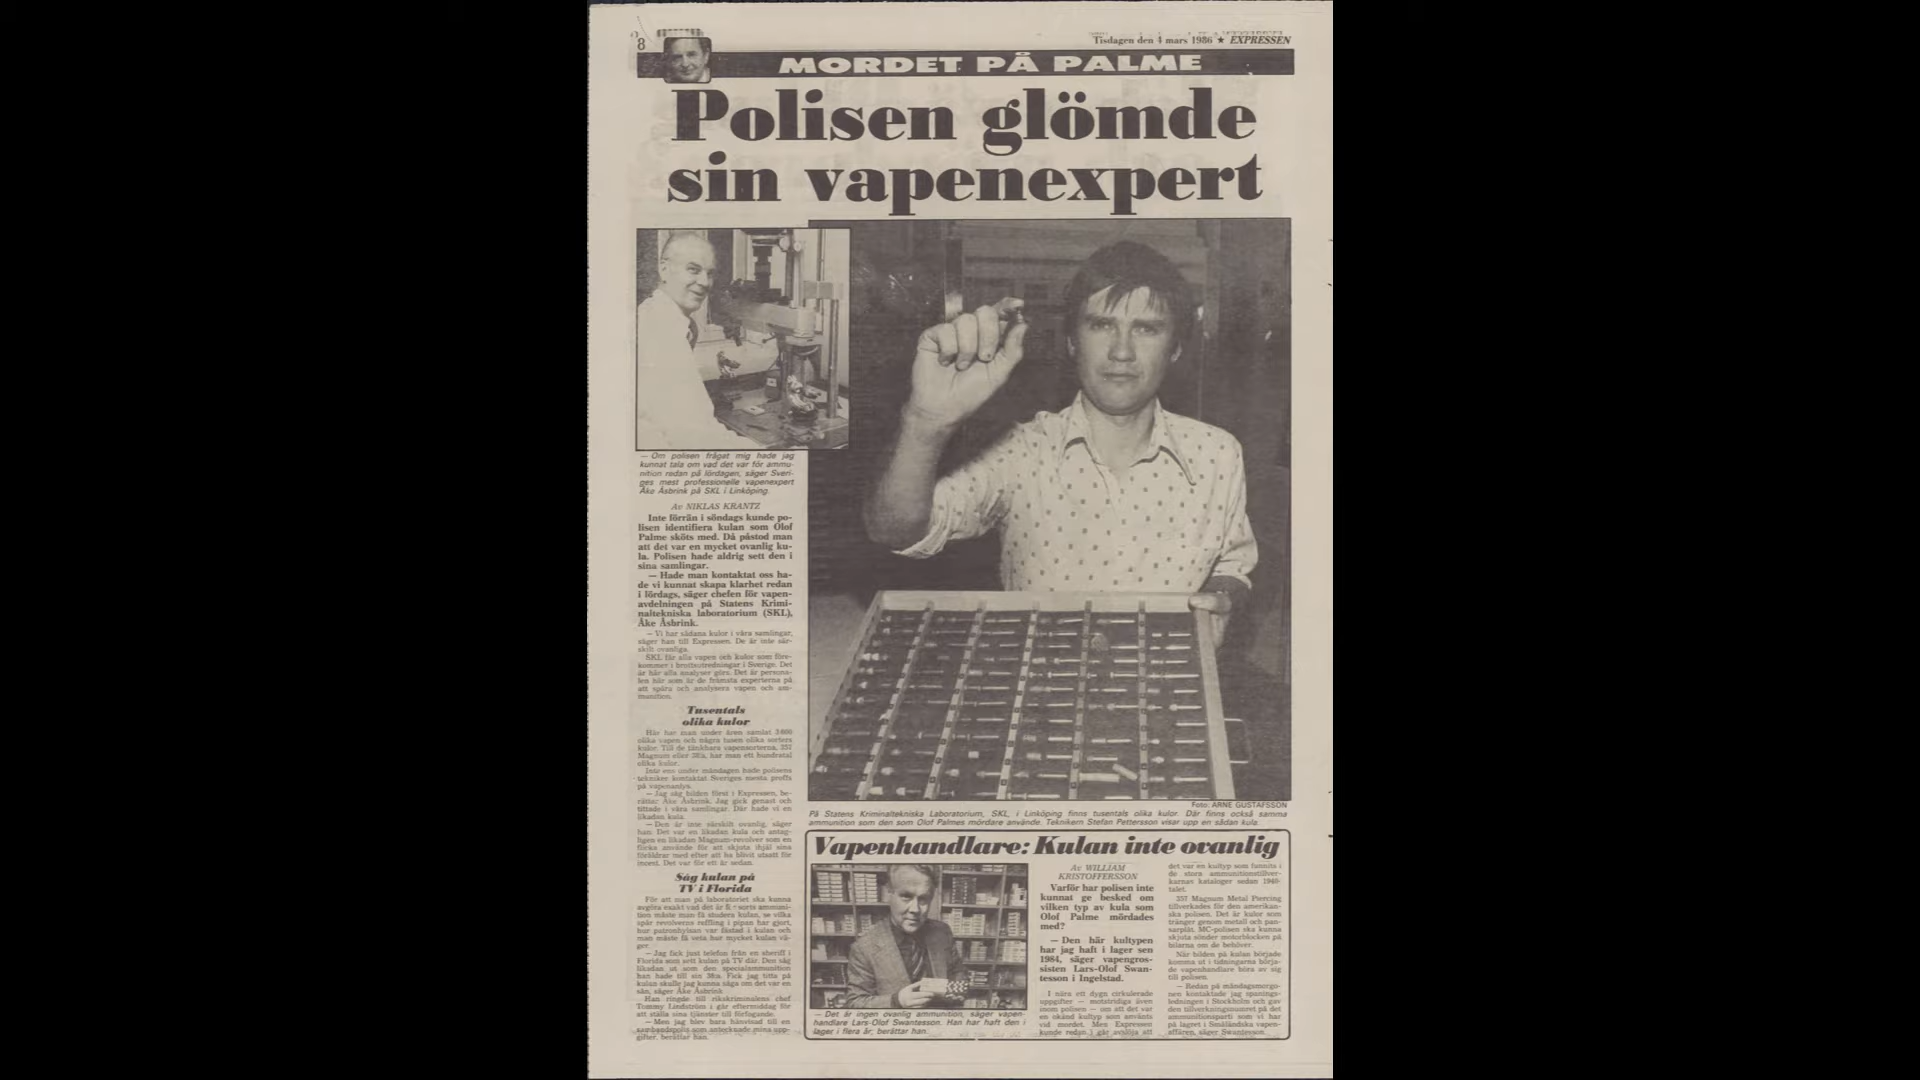 8
Tisdagen den 4 mars 1986 ★ EXPRESSEN
MORDET PÅ PALME
Polisen glömde
sin vapenexpert
— Om polisen frågat mig hade jag
kunnat tala om vad det var för ammu-
nition redan på lördagen, säger Sveri-
ges mest professionelle vapenexpert
Åke Åsbrink på SKL i Linköping.
Av NIKLAS KRANTZ
Inte förrän i söndags kunde po-
lisen identifiera kulan som Olof
Palme sköts med. Då påstod man
att det var en mycket ovanlig ku-
la. Polisen hade aldrig sett den i
sina samlingar.
— Hade man kontaktat oss ha-
de vi kunnat skapa klarhet redan
i lördags, säger chefen för vapen-
avdelningen på Statens Krimi-
naltekniska laboratorium (SKL),
Åke Åsbrink.
— Vi har sådana kulor i våra samlingar,
säger han till Expressen. De är inte sär-
skilt ovanliga.
SKL får alla vapen och kulor som före-
kommer i brottsutredningar i Sverige. Det
är här alla analyser görs. Det är persona-
len här som är de främsta experterna på
att spåra och analysera vapen och am-
munition.
Tusentals
olika kulor
Här har man under åren samlat 3 600
olika vapen och några tusen olika sorters
kulor. Till de tänkbara vapensorterna, 357
Magnum eller 38:a, har man ett hundratal
olika kulor.
Inte ens under måndagen hade polisens
tekniker kontaktat Sveriges mesta proffs
på vapenanlys.
— Jag såg bilden först i Expressen, be-
rättar Åke Åsbrink. Jag gick genast och
tittade i våra samlingar. Där hade vi en
likadan kula.
— Den är inte särskilt ovanlig, säger
han. Det var en likadan kula och antag-
ligen en likadan Magnum-revolver som en
flicka använde för att skjuta ihjäl sina
föräldrar med efter att ha blivit utsatt för
incest. Det var för ett år sedan.
Såg kulan på
TV i Florida
För att man på laboratoriet ska kunna
avgöra exakt vad det är för sorts ammuni-
tion måste man få studera kulan, se vilka
spår revolverns reffling i pipan har gjort,
hur patronhylsan var fästad i kulan och
man måste få veta hur mycket kulan vä-
ger.
— Jag fick just telefon från en sheriff i
Florida som sett kulan på TV där. Den såg
likadan ut som den specialammunition
han hade till sin 38:a. Fick jag titta på
kulan skulle jag kunna säga om det var en
sån, säger Åke Åsbrink
Han ringde till rikskriminalens chef
Tommy Lindström i går eftermiddag för
att ställa sina tjänster till förfogande.
— Men jag blev bara hänvisad till en
sambandspolis som antecknade mina upp-
gifter, berättar han.
Foto: ARNE GUSTAFSSON
På Statens Kriminaltekniska Laboratorium, SKL, i Linköping finns tusentals olika kulor. Där finns också samma
ammunition som den som Olof Palmes mördare använde. Teknikern Stefan Pettersson visar upp en sådan kula.
Vapenhandlare: Kulan inte ovanlig
— Det är ingen ovanlig ammunition, säger vapen-
handlare Lars-Olof Swantesson. Han har haft den i
lager i flera år, berättar han.
Av WILLIAM
KRISTOFFERSSON
Varför har polisen inte
kunnat ge besked om
vilken typ av kula som
Olof Palme mördades
med?
— Den här kultypen
har jag haft i lager sen
1984, säger vapengros-
sisten Lars-Olof Swan-
tesson i Ingelstad.
I nära ett dygn cirkulerade
uppgifter — motstridiga även
inom polisen — om att det var
en okänd kultyp som använts
vid mordet. Men Expressen
kunde redan i går avslöja att
det var en kultyp som funnits i
de stora ammunitionstillver-
karnas kataloger sedan 1940-
talet.
357 Magnum Metal Piercing
tillverkades för den amerikan-
ska polisen. Det är kulor som
tränger genom metall och pan-
sarplåt. MC-polisen ska kunna
skjuta sönder motorblocken på
bilarna om de behöver.
När bilden på kulan började
komma ut i tidningarna börja-
de vapenhandlare höra av sig
till polisen.
— Redan på måndagsmorgo-
nen kontaktade jag spanings-
ledningen i Stockholm och gav
den tillverkningsnumret på det
ammunitionsparti som vi har
på lagret i Småländska vapen-
affären, säger Swantesson.